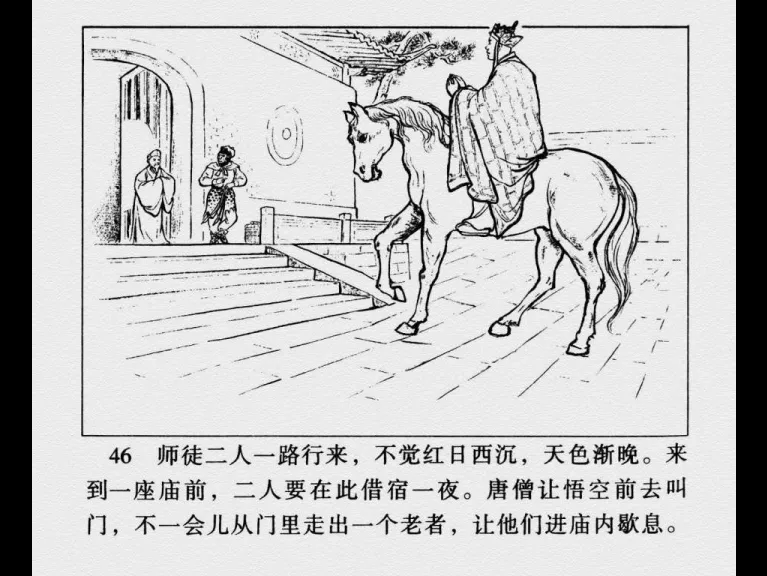 46 师徒二人一路行来，不觉红日西沉，天色渐晚。来
到一座庙前，二人要在此借宿一夜。唐僧让悟空前去叫
门，不一会儿从门里走出一个老者，让他们进庙内歇息。